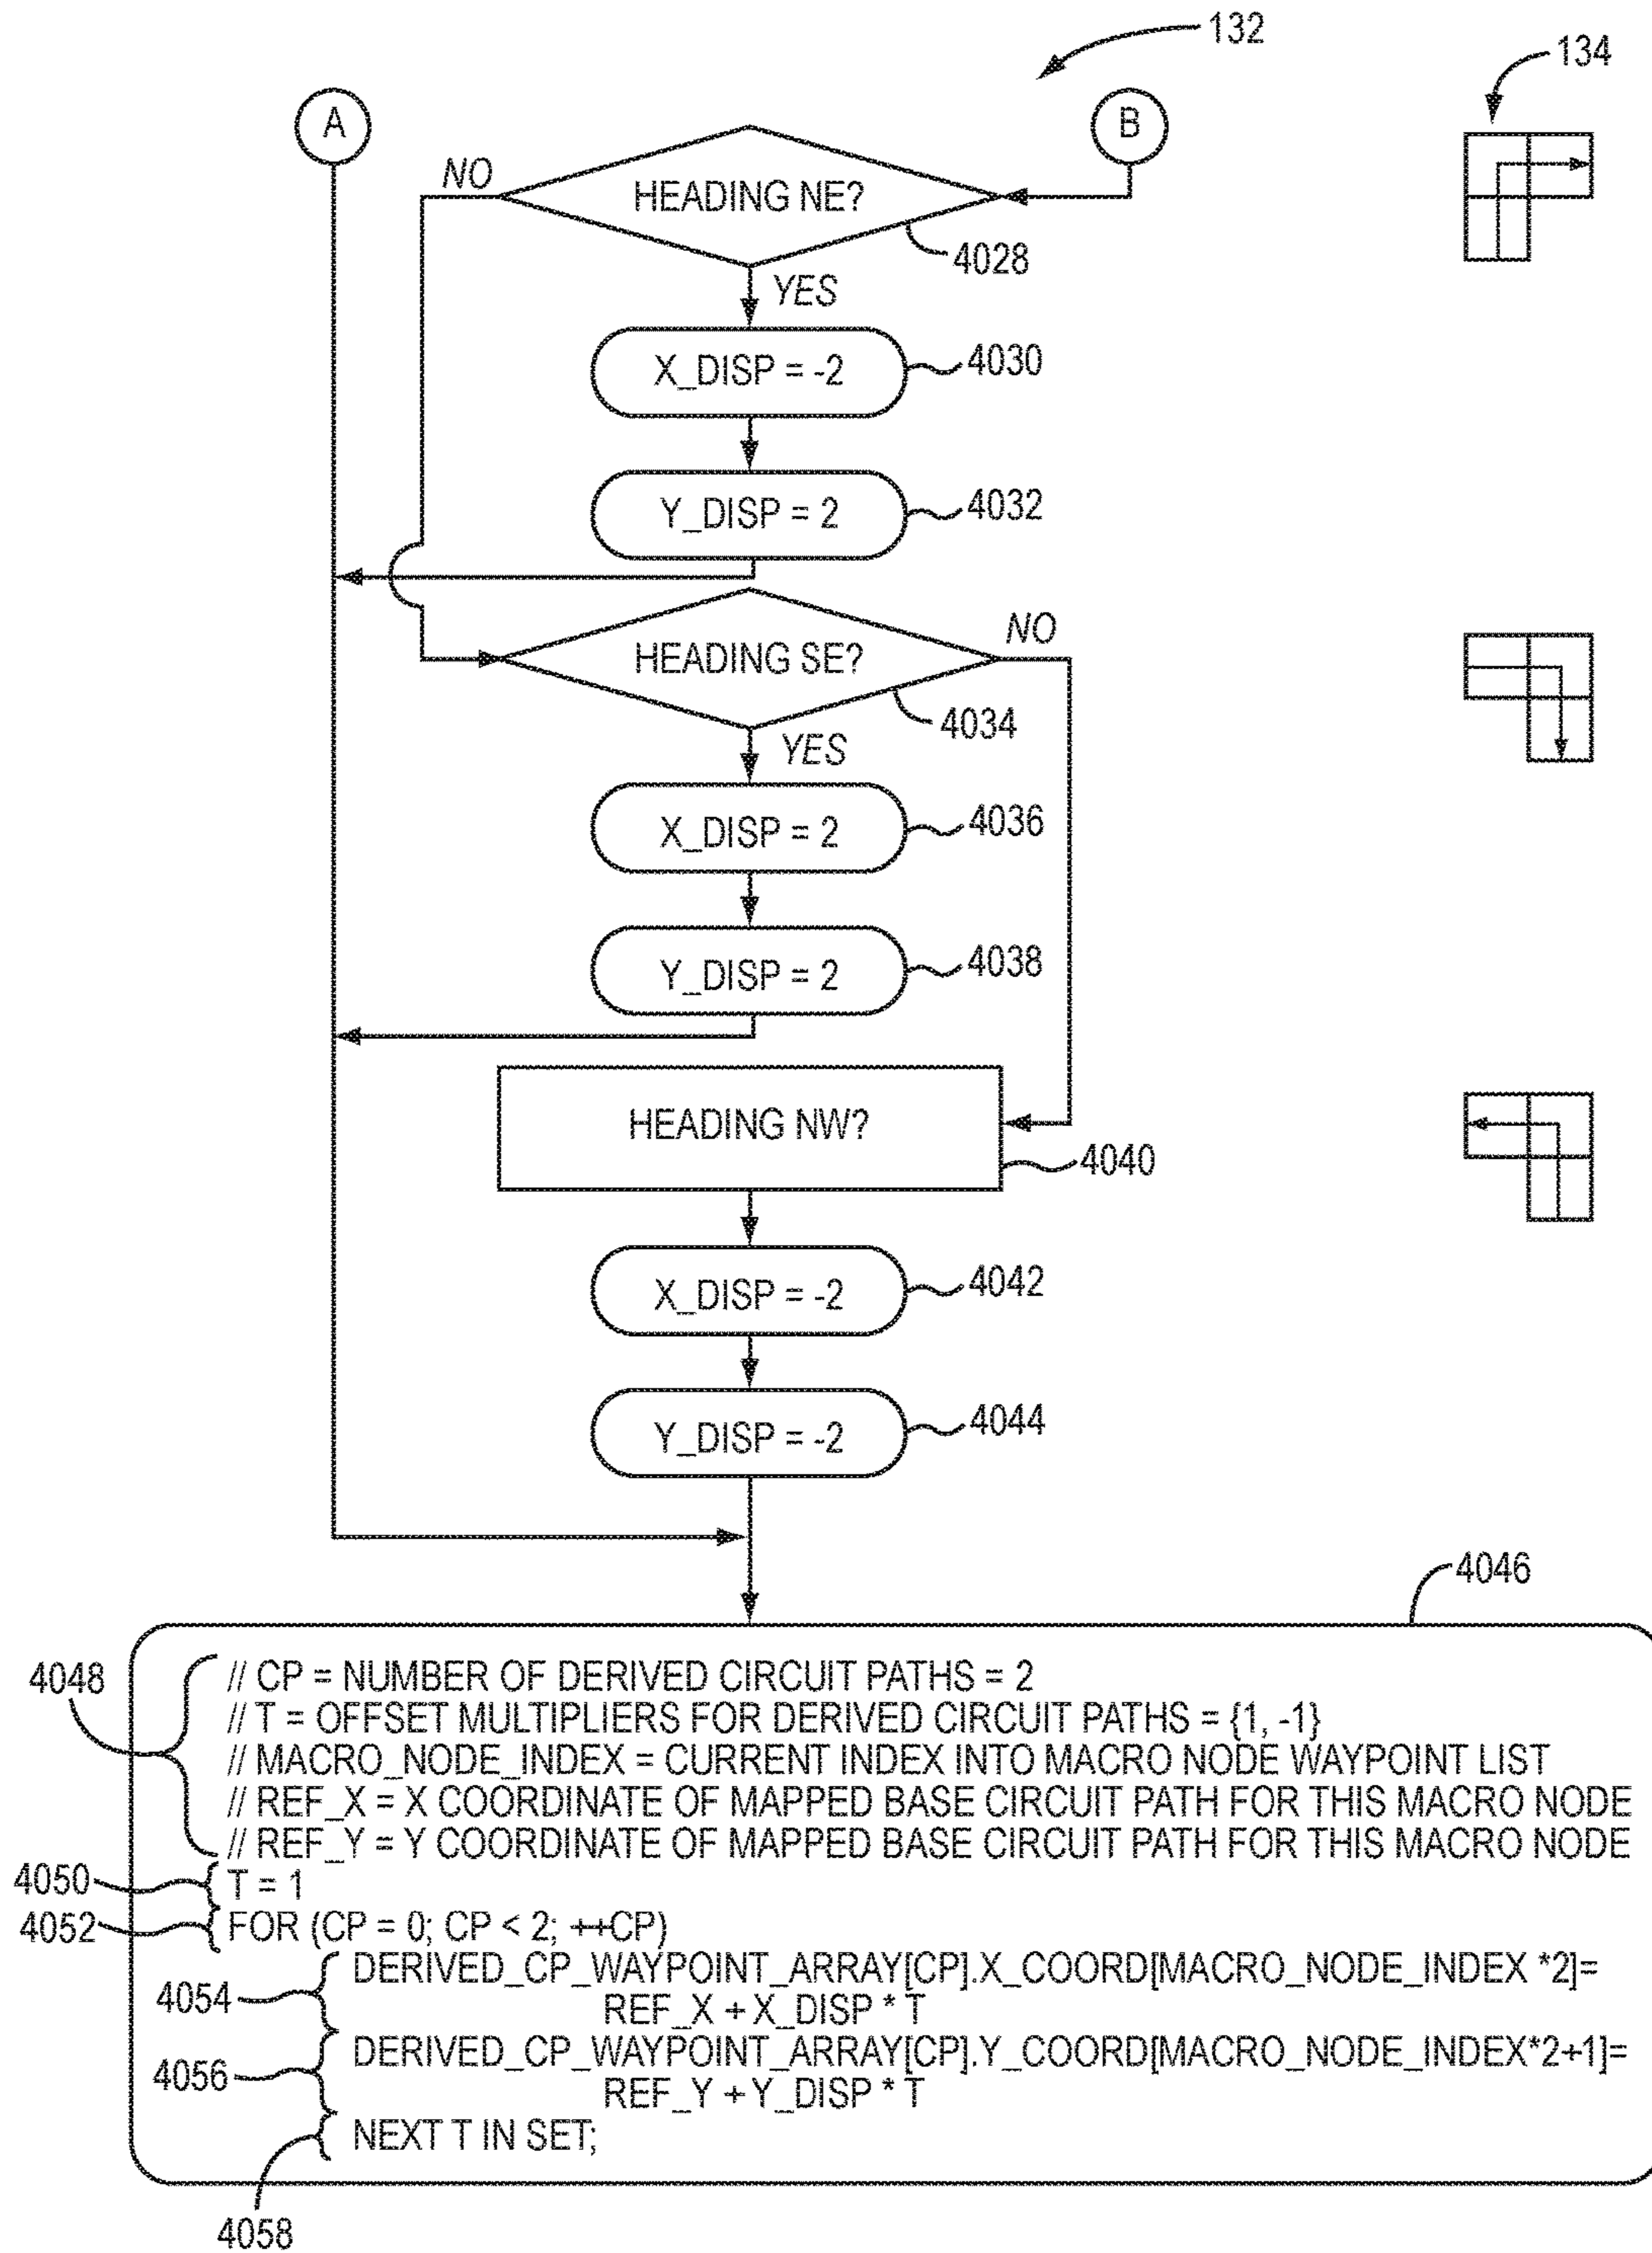 132
134
A
B
NO
HEADING NE?
4028
YES
X_DISP = -2
4030
Y_DISP = 2
4032
NO
HEADING SE?
4034
YES
X_DISP = 2
4036
Y_DISP = 2
4038
HEADING NW?
4040
X_DISP = -2
4042
Y_DISP = -2
4044
4046
4048
// CP = NUMBER OF DERIVED CIRCUIT PATHS = 2
// T = OFFSET MULTIPLIERS FOR DERIVED CIRCUIT PATHS = {1, -1}
// MACRO_NODE_INDEX = CURRENT INDEX INTO MACRO NODE WAYPOINT LIST
// REF_X = X COORDINATE OF MAPPED BASE CIRCUIT PATH FOR THIS MACRO NODE
// REF_Y = Y COORDINATE OF MAPPED BASE CIRCUIT PATH FOR THIS MACRO NODE
4050
T = 1
4052
FOR (CP = 0; CP < 2; ++CP)
4054
DERIVED_CP_WAYPOINT_ARRAY[CP].X_COORD[MACRO_NODE_INDEX *2]=
REF_X + X_DISP * T
4056
DERIVED_CP_WAYPOINT_ARRAY[CP].Y_COORD[MACRO_NODE_INDEX*2+1]=
REF_Y + Y_DISP * T
NEXT T IN SET;
4058